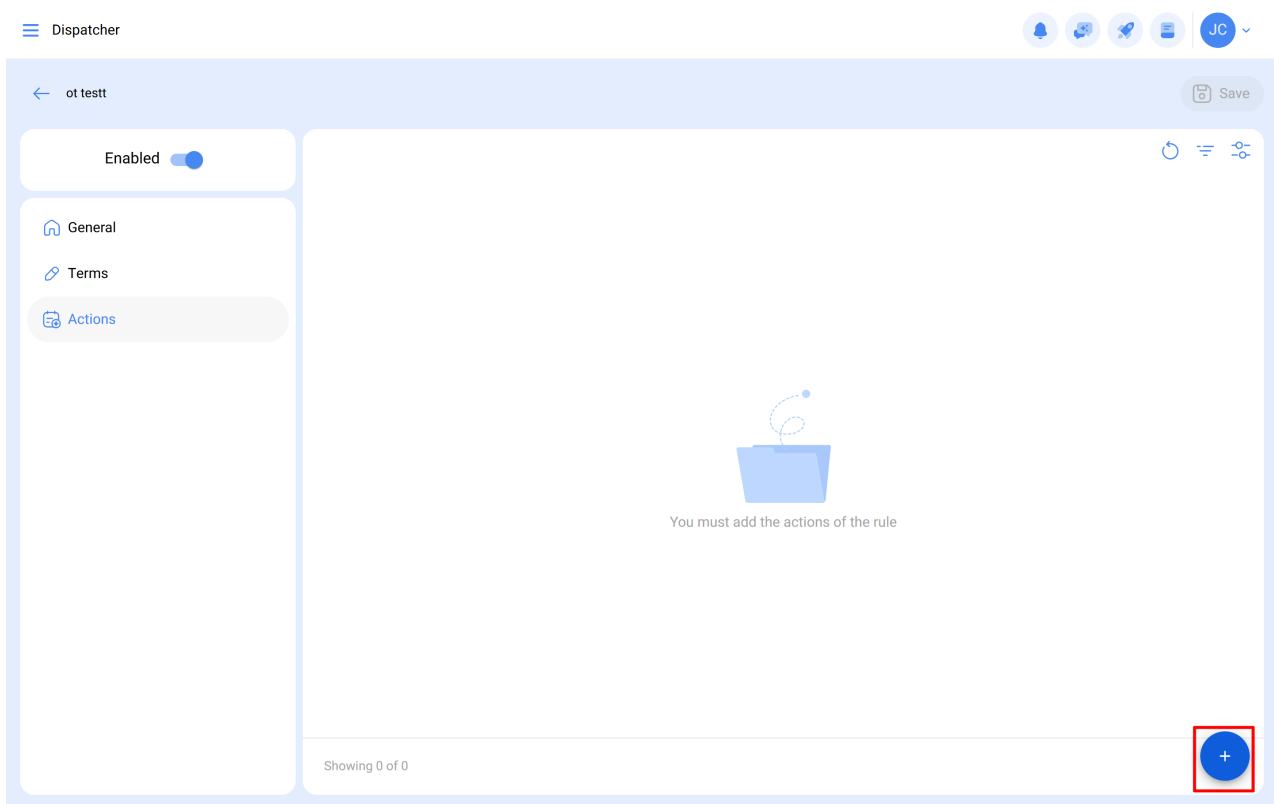 Dispatcher
JC
ot testt
Save
Enabled
General
Terms
Actions
You must add the actions of the rule
Showing 0 of 0
+